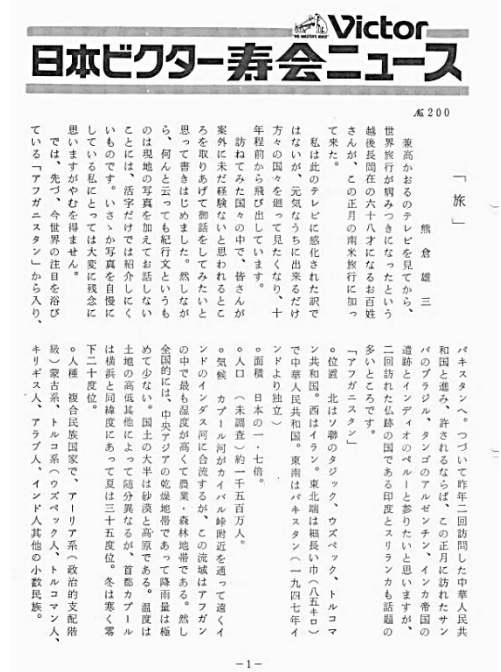 THE MASTER'S VOICE
Victor
日本ビクター寿会ニュース
№200
「旅」
熊倉雄三
兼高かおるのテレビを見てから、
世界旅行が病みつきになったという
越後長岡在の六十八才になるお百姓
さんが、この正月の南米旅行に加っ
て来た。
私は此のテレビに感化された訳で
はないが、元気なうちに出来るだけ
方々の国々を廻って見たくなり、十
年程前から飛び出しています。
訪ねてみた国々の中で、皆さんが
案外に未だ経験ないと思われるとこ
ろを取りあげて御話をしてみたいと
思って書きはじめました。然しなが
ら、何んと云っても紀行文というも
のは現地の写真を加えてお話しない
ことには、活字だけでは紹介しにく
いものです。いさゝか写真を自慢に
している私にとっては大変に残念に
思いますがやむを得ません。
では、先づ、今世界の注目を浴び
ている「アフガニスタン」から入り、
パキスタンへ。つづいて昨年二回訪問した中華人民共
和国と進み、許されるならば、この正月に訪れたサン
バのブラジル、タンゴのアルゼンチン、インカ帝国の
遺跡とインディオのペルーと参りたいと思いますが、
二回訪れた仏跡の国である印度とスリランカも話題の
多いところです。
「アフガニスタン」
○位置 北はソ聯のタジック、ウズベック、トルコマ
ン共和国。西はイラン。東北端は細長い巾（八五キロ）
で中華人民共和国。東南はパキスタン（一九四七年イ
ンドより独立）
○面積 日本の一・七倍。
○人口 （未調査）約一千五百万人。
○気候 カブール河がカイバル峠附近を通って遠くイ
ンドのインダス河に合流するが、この流域はアフガン
の中で最も湿度が高くて農業・森林地帯である。然し
全国的には、中央アジアの乾燥地帯であって降雨量は極
めて少ない。国土の大半は砂漠と高原である。温度は
土地の高低其他によって随分異なるが、首都カブール
は横浜と同緯度にあって夏は三十五度位。冬は寒く零
下二十度位。
○人種 複合民族国家で、アーリア系（政治的支配階
級）蒙古系、トルコ系（ウズベック人、トルコマン人、
キリギス人、アラブ人、インド人其他の小数民族。
－1－